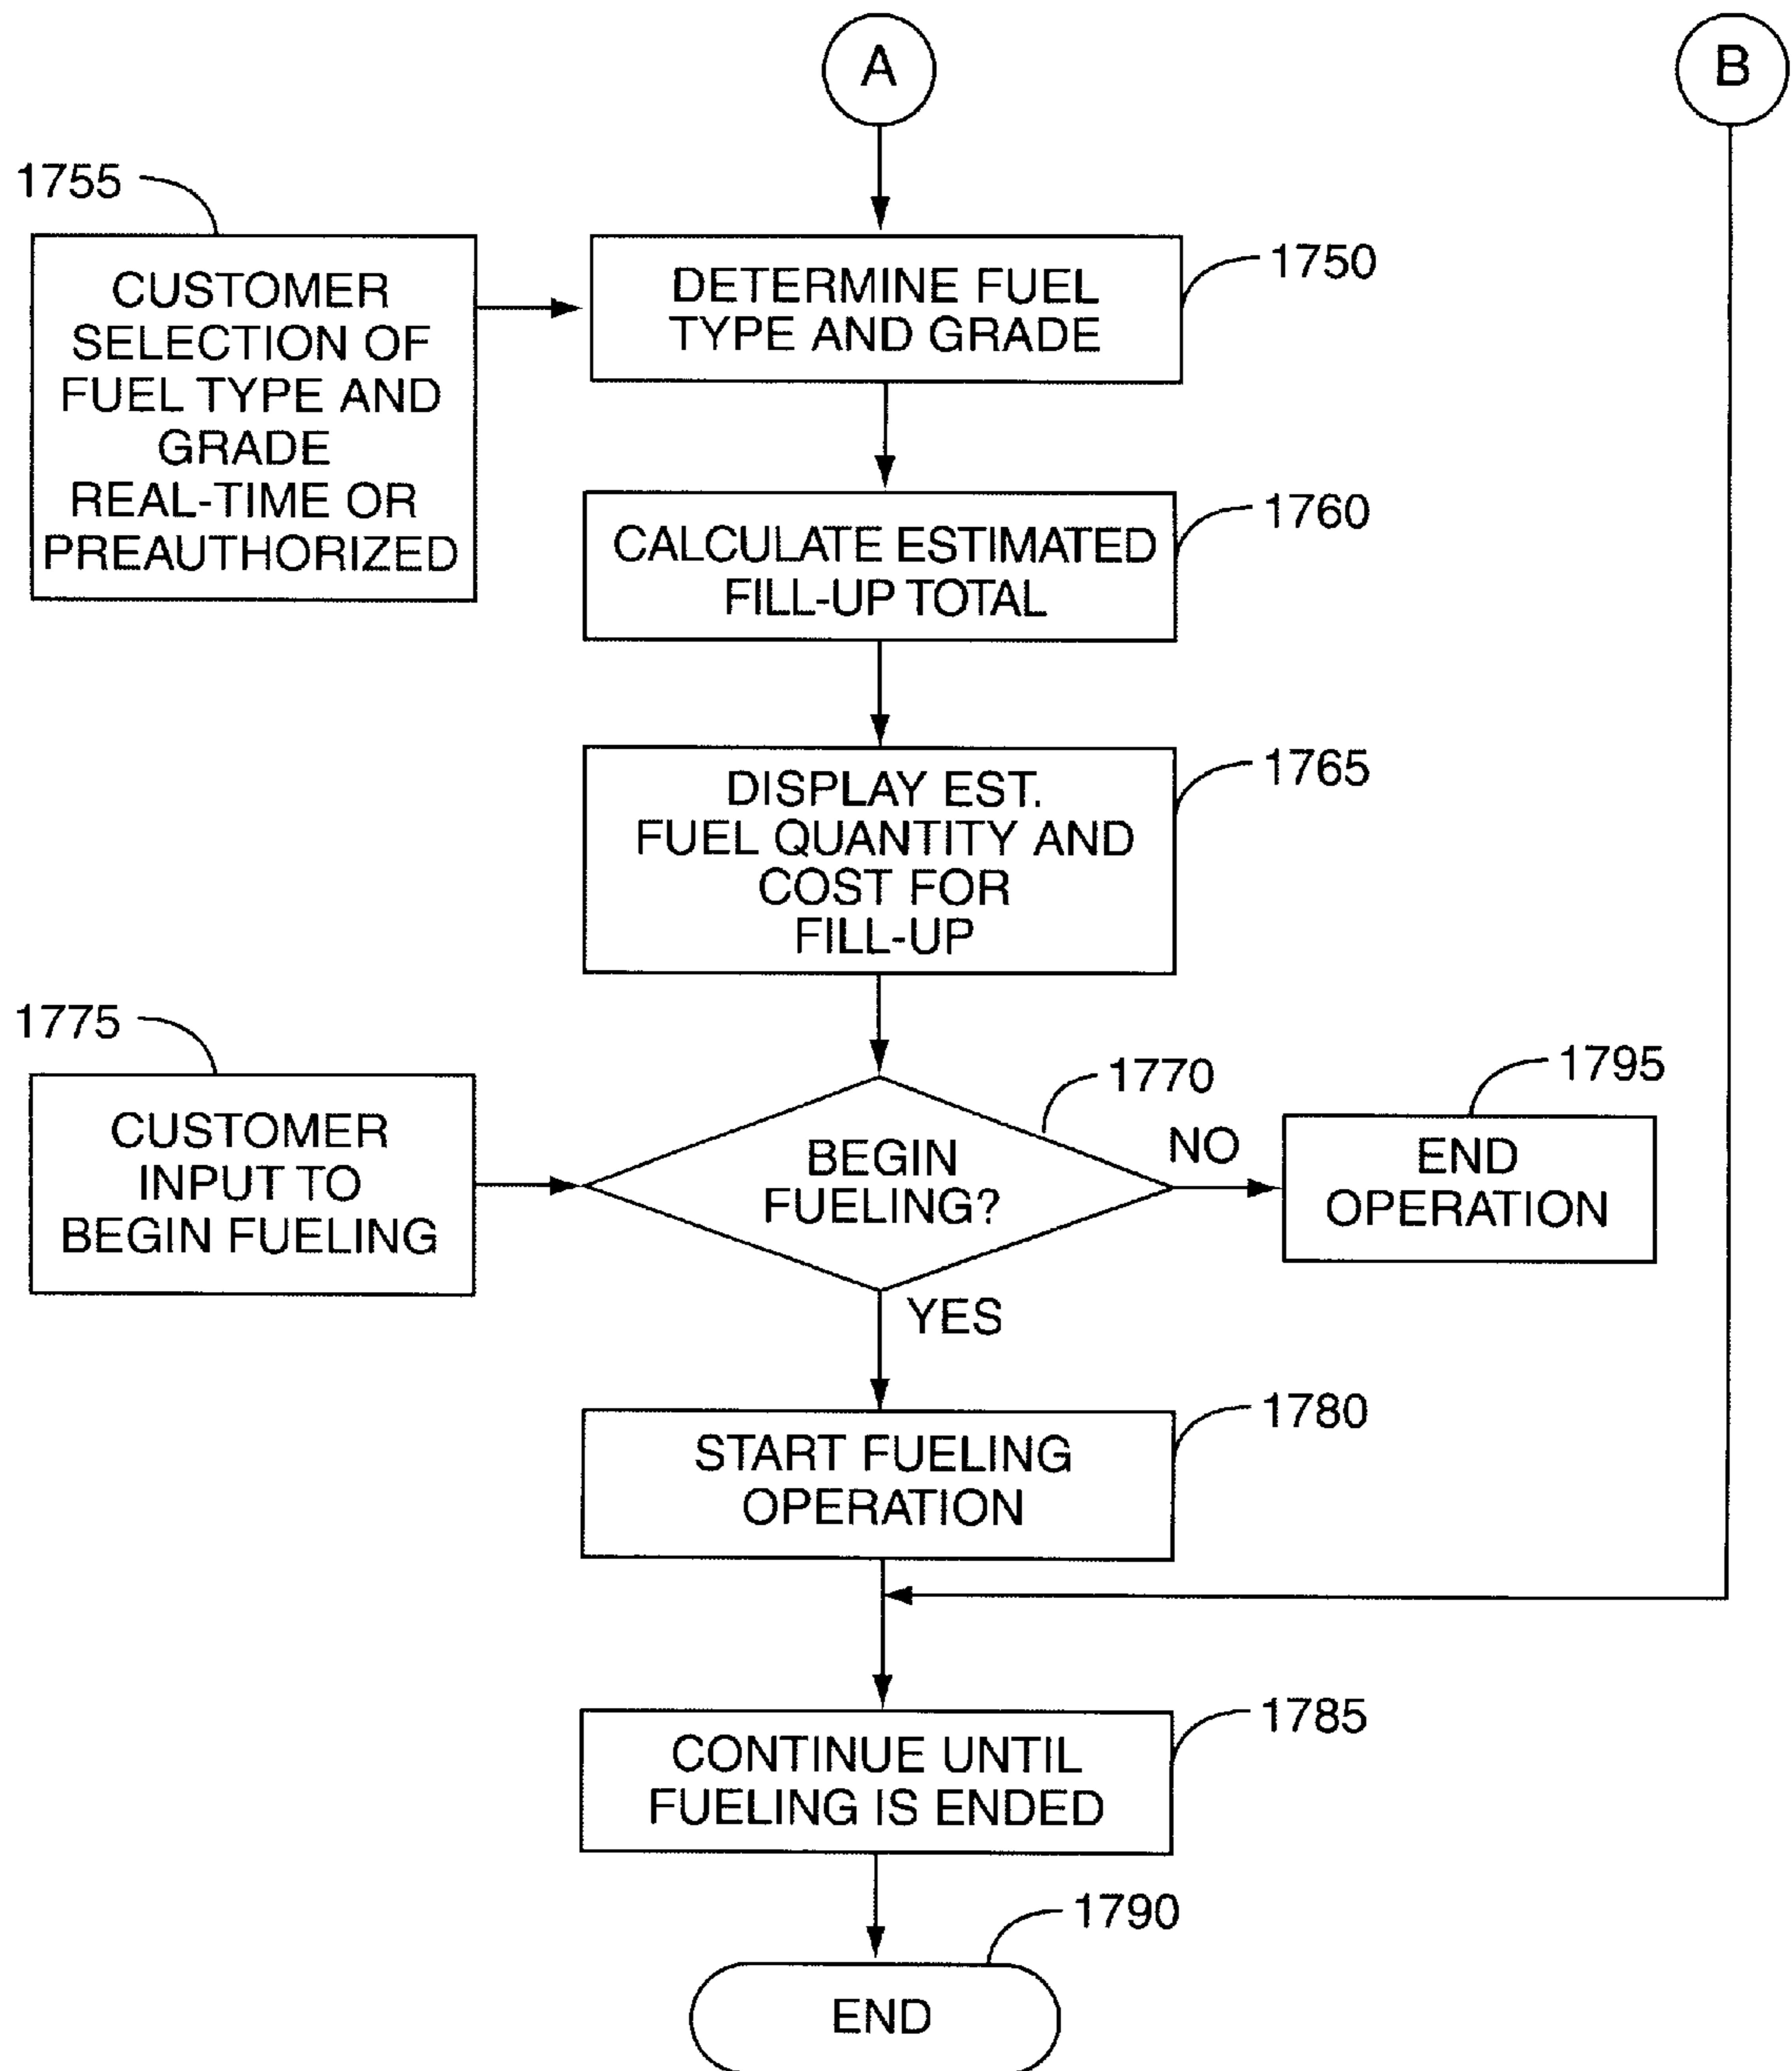 A
B
1755
CUSTOMER
SELECTION OF
FUEL TYPE AND
GRADE
REAL-TIME OR
PREAUTHORIZED
DETERMINE FUEL
TYPE AND GRADE
1750
CALCULATE ESTIMATED
FILL-UP TOTAL
1760
DISPLAY EST.
FUEL QUANTITY AND
COST FOR
FILL-UP
1765
1775
CUSTOMER
INPUT TO
BEGIN FUELING
BEGIN
FUELING?
1770
NO
1795
END
OPERATION
YES
START FUELING
OPERATION
1780
CONTINUE UNTIL
FUELING IS ENDED
1785
1790
END